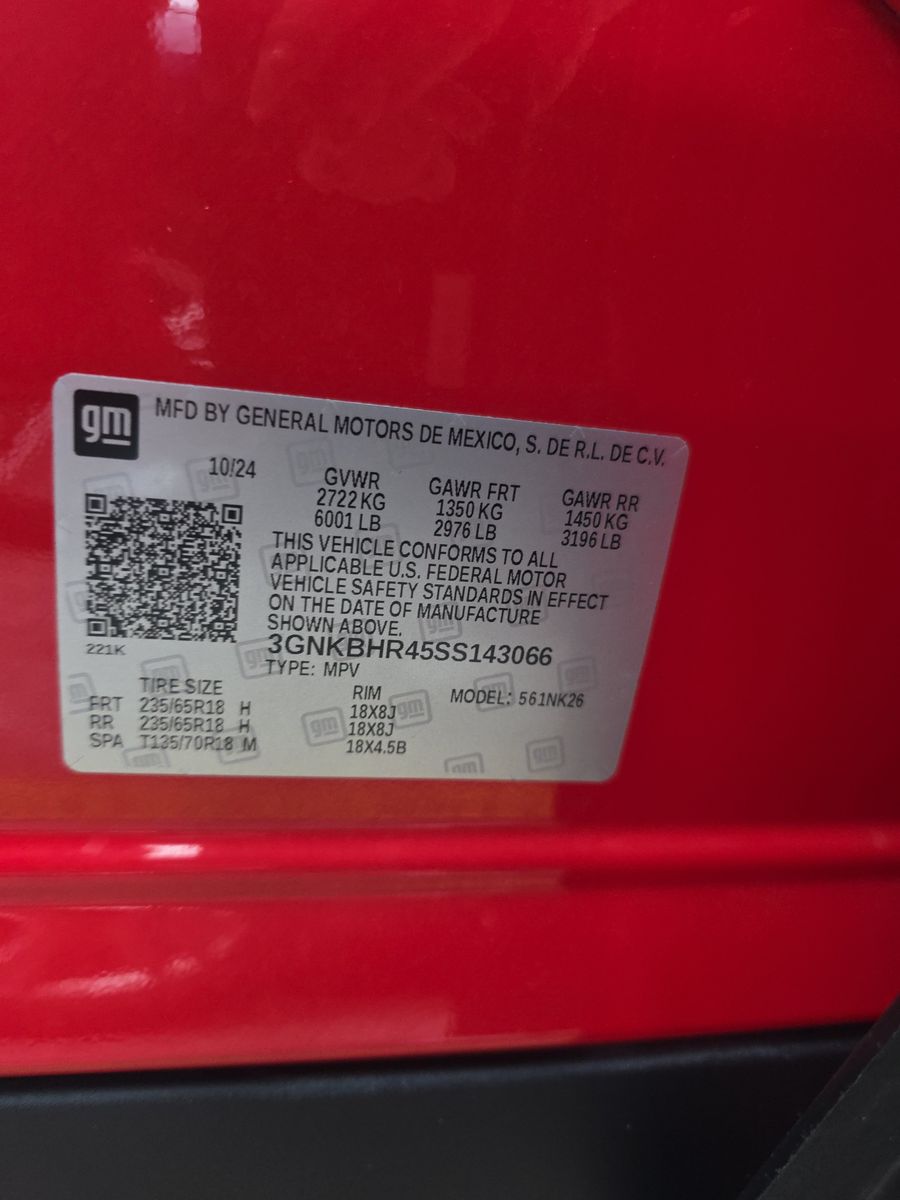 gm
MFD BY GENERAL MOTORS DE MEXICO, S. DE R.L. DE C.V.
10/24
GVWR GAWR FRT GAWR RR
2722 KG 1350 KG 1450 KG
6001 LB 2976 LB 3196 LB
THIS VEHICLE CONFORMS TO ALL
APPLICABLE U.S. FEDERAL MOTOR
VEHICLE SAFETY STANDARDS IN EFFECT
ON THE DATE OF MANUFACTURE
SHOWN ABOVE.
221K
3GNKBHR45SS143066
TYPE: MPV
TIRE SIZE RIM MODEL: 561NK26
FRT 235/65R18 H 18X8J
RR 235/65R18 H 18X8J
SPA T135/70R18 M 18X4.5B